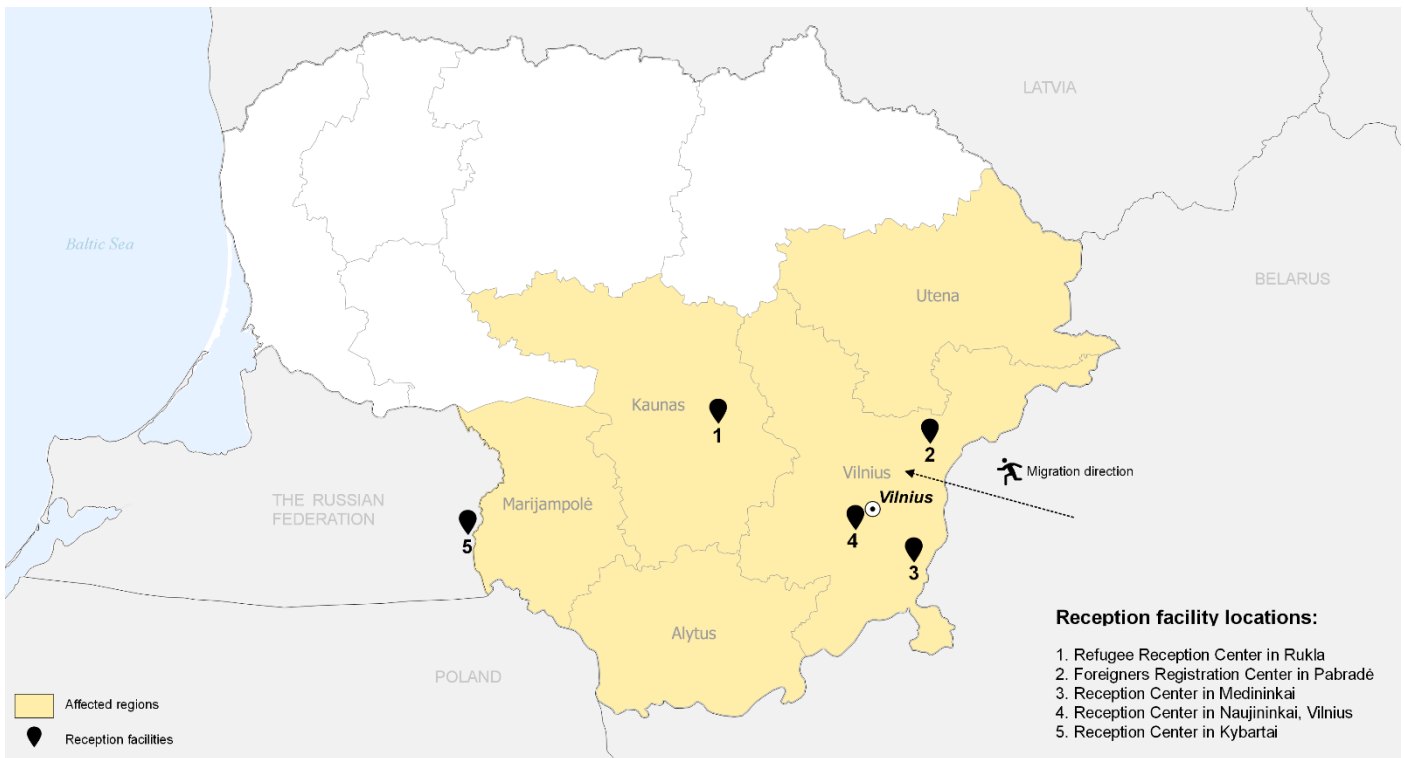 LATVIA
Baltic Sea
BELARUS
Utena
Kaunas
1
2
Vilnius
Migration direction
Vilnius
THE RUSSIAN
FEDERATION
Marijampolė
5
4
3
Alytus
POLAND
Affected regions
Reception facilities
Reception facility locations:
1. Refugee Reception Center in Rukla
2. Foreigners Registration Center in Pabradė
3. Reception Center in Medininkai
4. Reception Center in Naujininkai, Vilnius
5. Reception Center in Kybartai